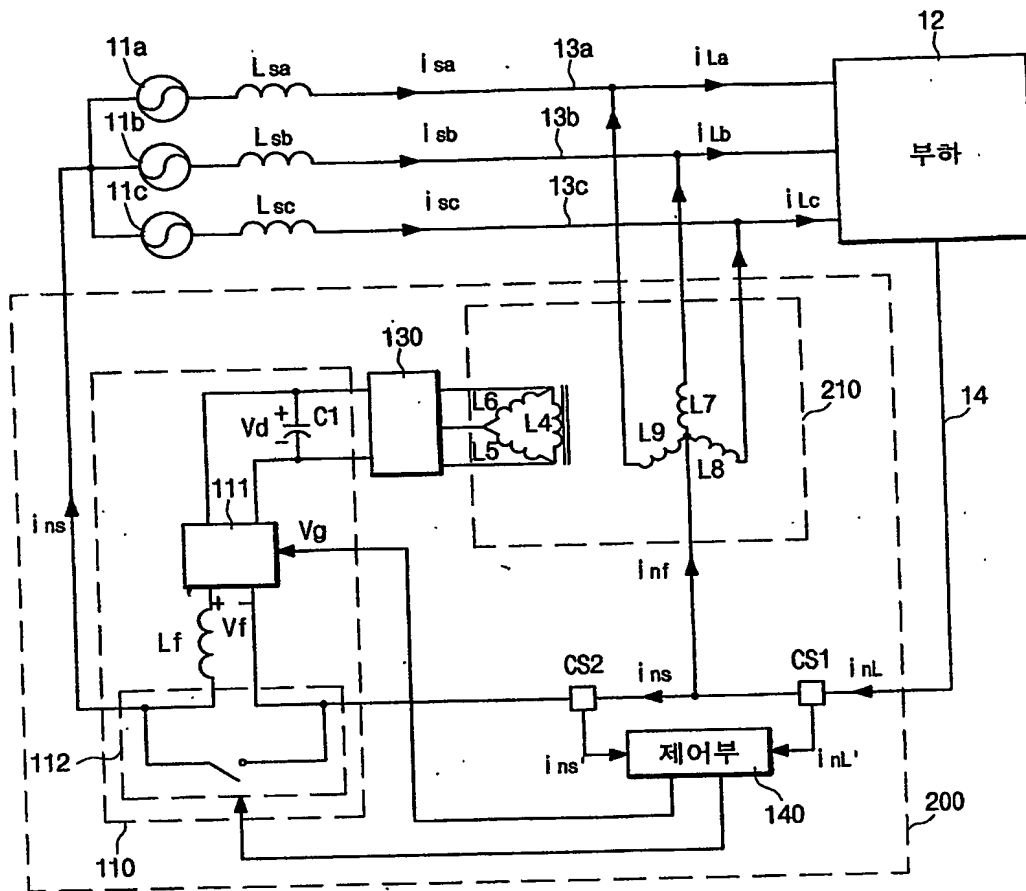 11a
Lsa
isa
13a
iLa
12
11b
Lsb
isb
13b
iLb
부하
11c
Lsc
isc
13c
iLc
130
210
14
L6
L4
L5
L7
L9
L8
+
Vd
C1
−
111
ins
Vg
inf
+
−
Lf
Vf
CS2
ins
CS1
inL
112
ins'
제어부
inL'
140
110
200